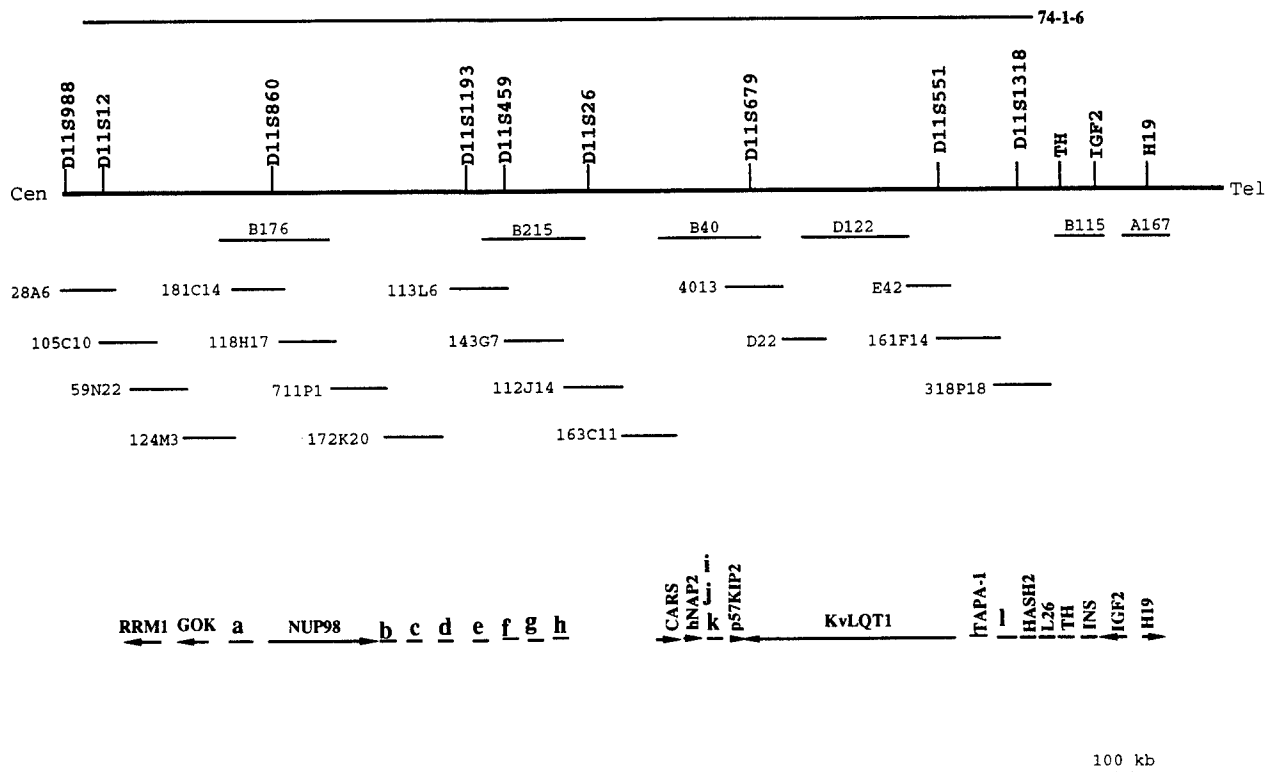 74-1-6
D11S988 D11S12 D11S860 D11S1193 D11S459 D11S26 D11S679 D11S551 D11S1318 TH IGF2 H19
Cen Tel
B176 B215 B40 D122 B115 A167
28A6 181C14 113L6 4013 E42
105C10 118H17 143G7 D22 161F14
59N22 711P1 112J14 318P18
124M3 172K20 163C11
RRM1 GOK a NUP98 b c d e f g h CARS hNAP2 k p57KIP2 KvLQT1 TAPA-1 l HASH2 L26 TH INS IGF2 H19
100 kb